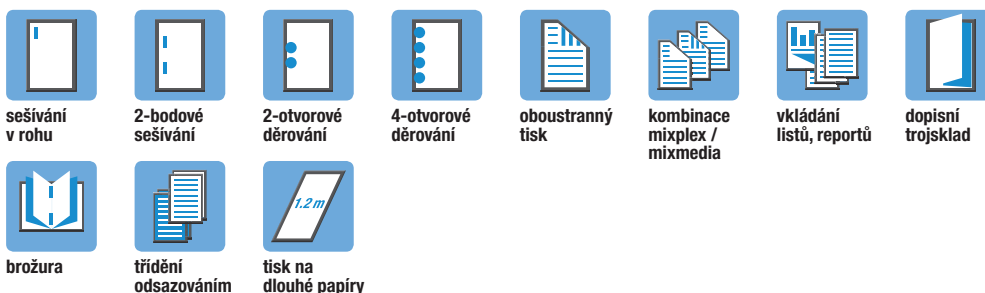 sešívání
v rohu
2-bodové
sešívání
2-otvorové
děrování
4-otvorové
děrování
oboustranný
tisk
kombinace
mixplex /
mixmedia
vkládání
listů, reportů
dopisní
trojsklad
brožura
třídění
odsazováním
1.2 m
tisk na
dlouhé papíry